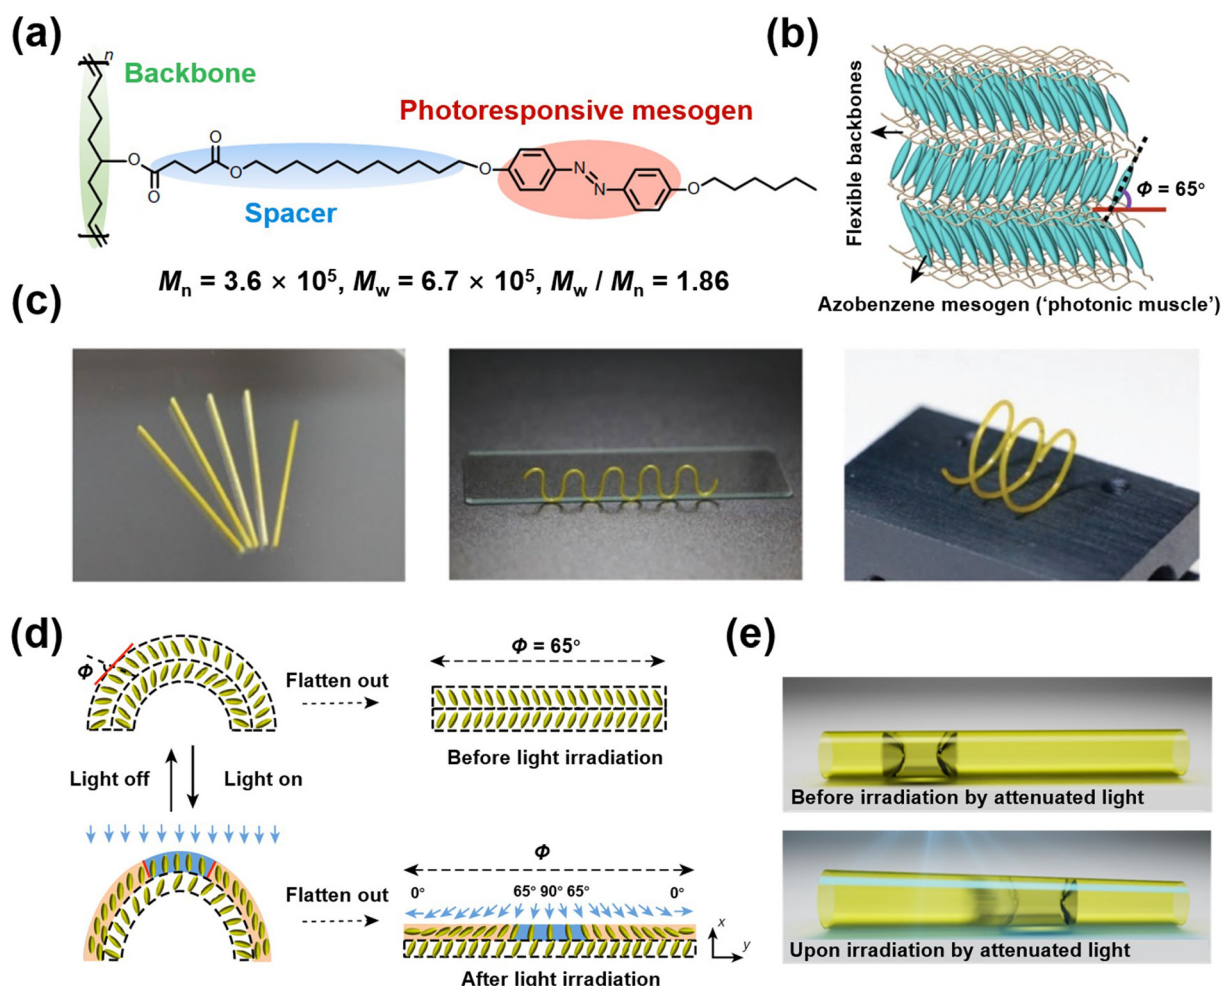 (a)
n
Backbone
Photoresponsive mesogen
O
O
O
O
O
N
N
O
Spacer
Mn = 3.6 × 10⁵, Mw = 6.7 × 10⁵, Mw / Mn = 1.86
(b)
Flexible backbones
Φ = 65°
Azobenzene mesogen (‘photonic muscle’)
(c)
(d)
Φ
Flatten out
Φ = 65°
Before light irradiation
Light off
Light on
Flatten out
Φ
0° 65° 90° 65° 0°
x
y
After light irradiation
(e)
Before irradiation by attenuated light
Upon irradiation by attenuated light